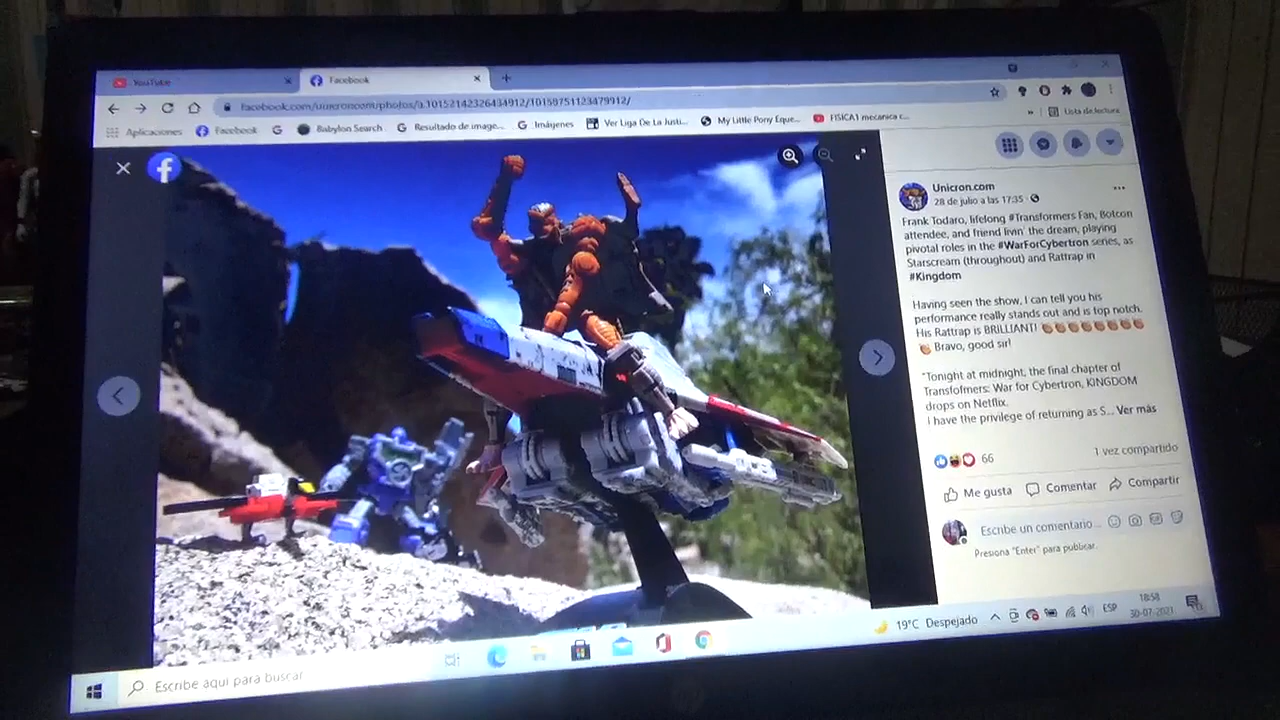 YouTube
Facebook
facebook.com/unicroncom/photos/a.10152142326434912/10159751123479912/
Aplicaciones
Facebook
Babylon Search
Resultado de image...
Imágenes
Ver Liga De La Justi...
My Little Pony Eque...
FISICA1 mecanica c...
Lista de lectura
Unicron.com
28 de julio a las 17:35
Frank Todaro, lifelong #Transformers Fan, Botcon
attendee, and friend livin' the dream, playing
pivotal roles in the #WarForCybertron series, as
Starscream (throughout) and Rattrap in
#Kingdom
Having seen the show, I can tell you his
performance really stands out and is top notch.
His Rattrap is BRILLIANT! 👏👏👏👏👏👏👏
👏 Bravo, good sir!
"Tonight at midnight, the final chapter of
Transfofmers: War for Cybertron, KINGDOM
drops on Netflix.
I have the privilege of returning as S... Ver más
66
1 vez compartido
Me gusta
Comentar
Compartir
Escribe un comentario...
Presiona "Enter" para publicar.
Escribe aquí para buscar
19°C Despejado
ESP
18:58
30-07-2021